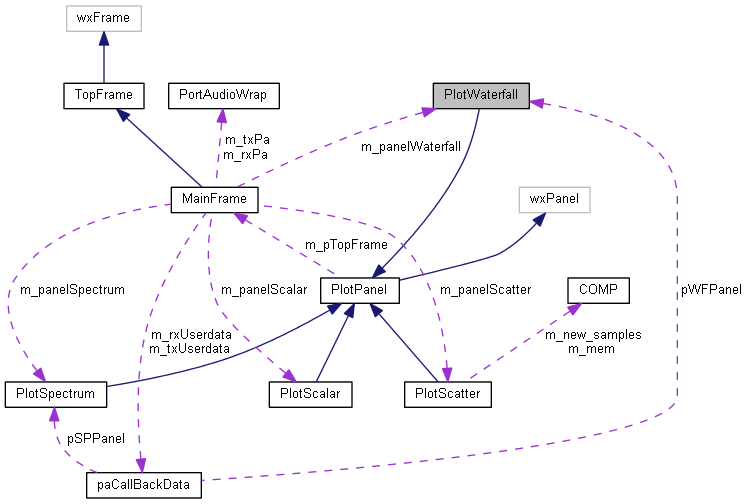 wxFrame
TopFrame
PortAudioWrap
PlotWaterfall
m_txPa
m_rxPa
m_panelWaterfall
MainFrame
wxPanel
m_pTopFrame
m_panelSpectrum
m_panelScalar
PlotPanel
m_panelScatter
COMP
pWFPanel
m_rxUserdata
m_txUserdata
m_new_samples
m_mem
PlotSpectrum
PlotScalar
PlotScatter
pSPPanel
paCallBackData